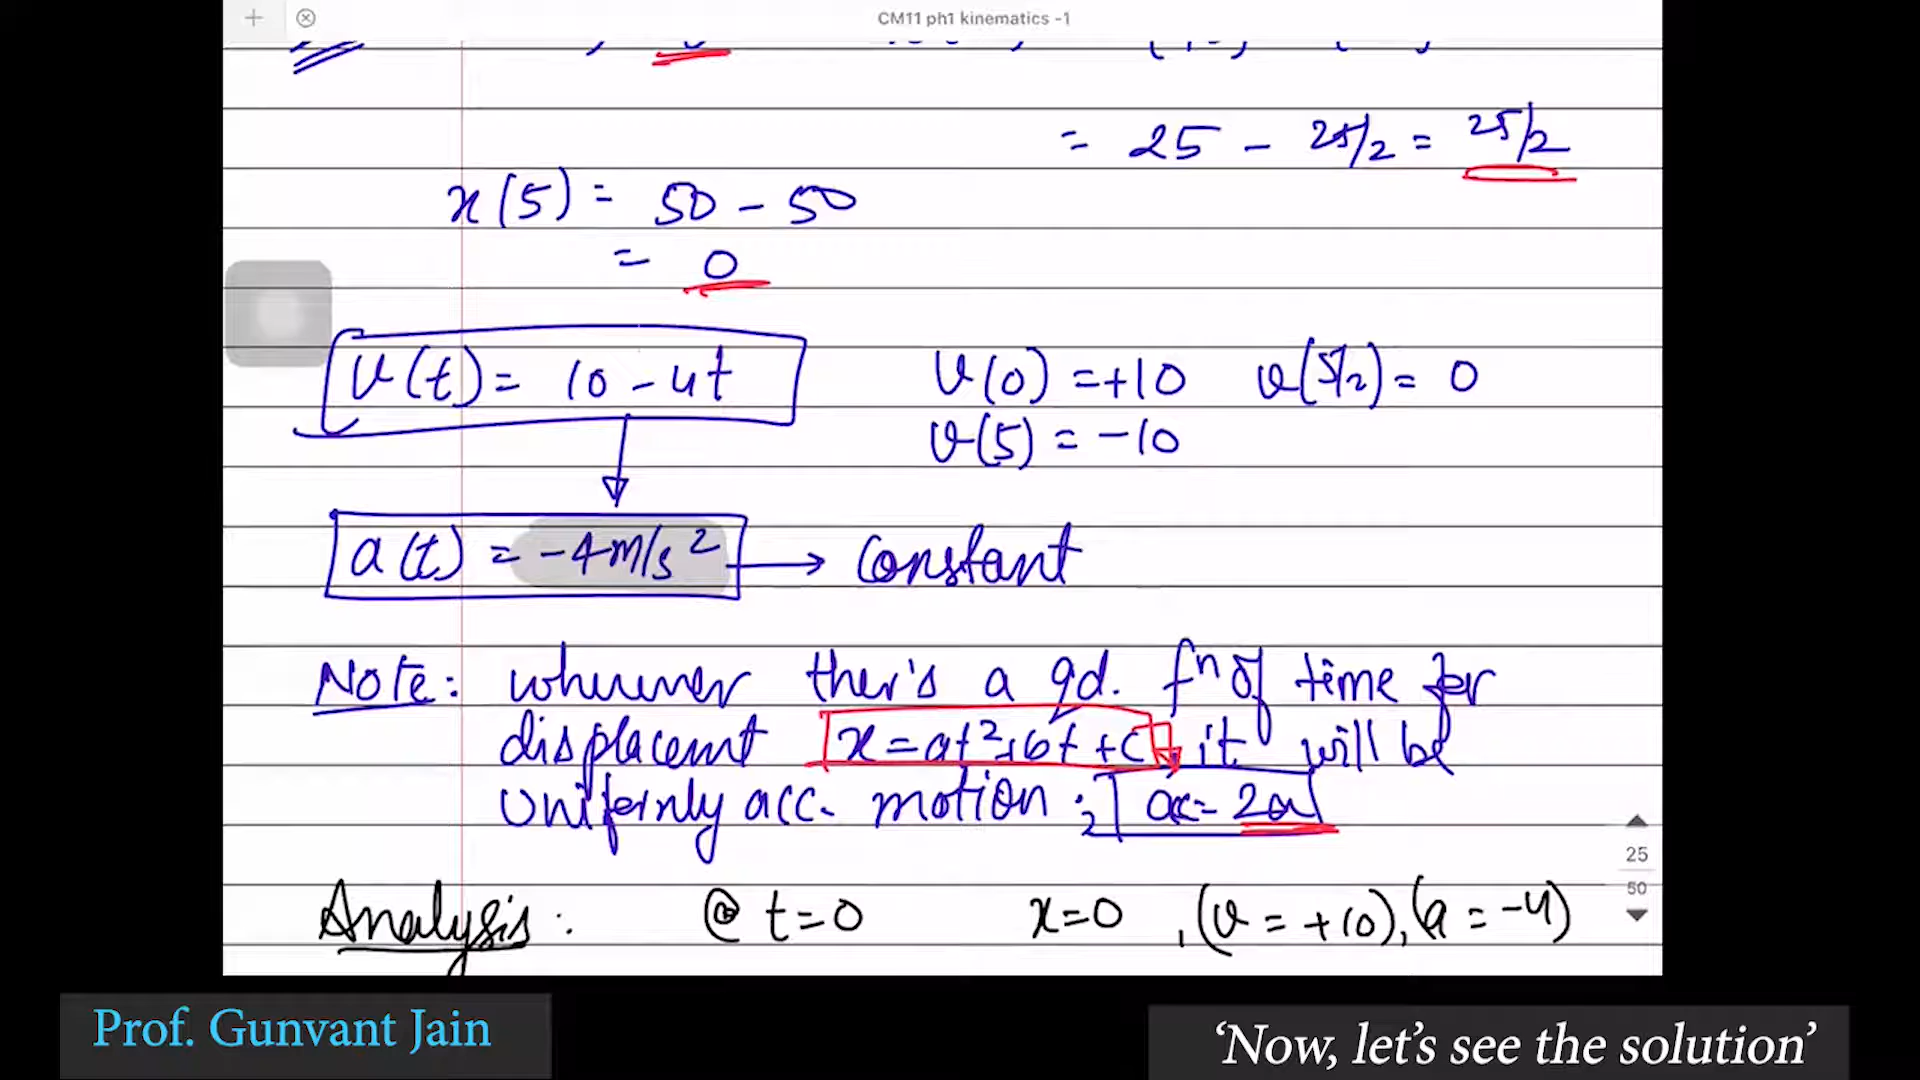 CM11 ph1 kinematics -1
= 25 - 25/2 = 25/2
x(5) = 50 - 50
= 0
v(t) = 10 - 4t
v(0) = +10 v(5/2) = 0
v(5) = -10
a(t) = -4m/s² → Constant
Note: whenever ther's a qd. fⁿ of time for
displacemt x = at²+bt+c, it will be
Uniformly acc. motion : acc = 2a
25
50
Analysis : @ t=0 x=0 , (v = +10), (a = -4)
Prof. Gunvant Jain
‘Now, let’s see the solution’